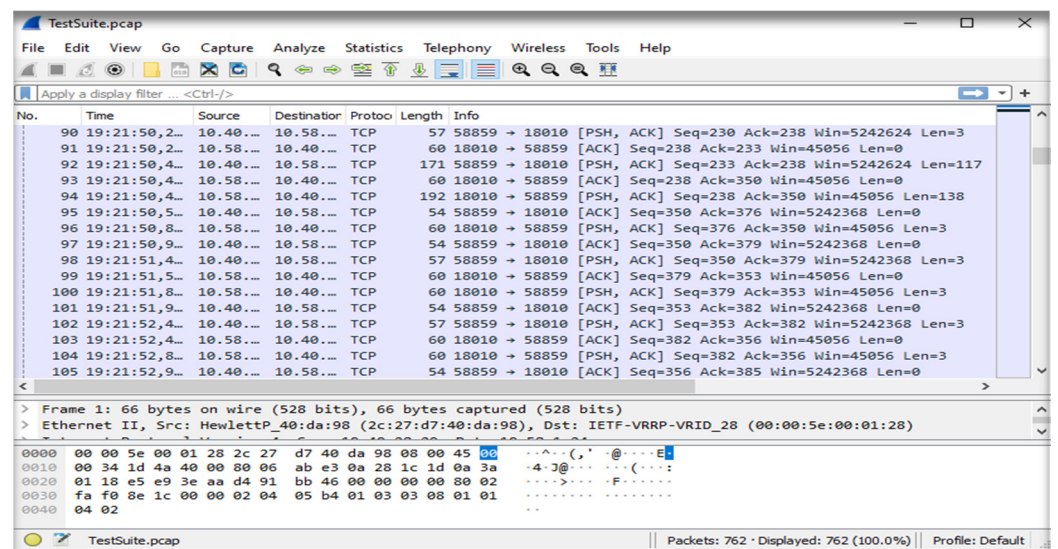 TestSuite.pcap
File Edit View Go Capture Analyze Statistics Telephony Wireless Tools Help
Apply a display filter ... <Ctrl-/>
No. Time Source Destination Protoco Length Info
90 19:21:50,2… 10.40.… 10.58.… TCP 57 58859 → 18010 [PSH, ACK] Seq=230 Ack=238 Win=5242624 Len=3
91 19:21:50,2… 10.58.… 10.40.… TCP 60 18010 → 58859 [ACK] Seq=238 Ack=233 Win=45056 Len=0
92 19:21:50,4… 10.40.… 10.58.… TCP 171 58859 → 18010 [PSH, ACK] Seq=233 Ack=238 Win=5242624 Len=117
93 19:21:50,4… 10.58.… 10.40.… TCP 60 18010 → 58859 [ACK] Seq=238 Ack=350 Win=45056 Len=0
94 19:21:50,4… 10.58.… 10.40.… TCP 192 18010 → 58859 [PSH, ACK] Seq=238 Ack=350 Win=45056 Len=138
95 19:21:50,5… 10.40.… 10.58.… TCP 54 58859 → 18010 [ACK] Seq=350 Ack=376 Win=5242368 Len=0
96 19:21:50,8… 10.58.… 10.40.… TCP 60 18010 → 58859 [PSH, ACK] Seq=376 Ack=350 Win=45056 Len=3
97 19:21:50,9… 10.40.… 10.58.… TCP 54 58859 → 18010 [ACK] Seq=350 Ack=379 Win=5242368 Len=0
98 19:21:51,4… 10.40.… 10.58.… TCP 57 58859 → 18010 [PSH, ACK] Seq=350 Ack=379 Win=5242368 Len=3
99 19:21:51,5… 10.58.… 10.40.… TCP 60 18010 → 58859 [ACK] Seq=379 Ack=353 Win=45056 Len=0
100 19:21:51,8… 10.58.… 10.40.… TCP 60 18010 → 58859 [PSH, ACK] Seq=379 Ack=353 Win=45056 Len=3
101 19:21:51,9… 10.40.… 10.58.… TCP 54 58859 → 18010 [ACK] Seq=353 Ack=382 Win=5242368 Len=0
102 19:21:52,4… 10.40.… 10.58.… TCP 57 58859 → 18010 [PSH, ACK] Seq=353 Ack=382 Win=5242368 Len=3
103 19:21:52,4… 10.58.… 10.40.… TCP 60 18010 → 58859 [ACK] Seq=382 Ack=356 Win=45056 Len=0
104 19:21:52,8… 10.58.… 10.40.… TCP 60 18010 → 58859 [PSH, ACK] Seq=382 Ack=356 Win=45056 Len=3
105 19:21:52,9… 10.40.… 10.58.… TCP 54 58859 → 18010 [ACK] Seq=356 Ack=385 Win=5242368 Len=0
> Frame 1: 66 bytes on wire (528 bits), 66 bytes captured (528 bits)
> Ethernet II, Src: HewlettP_40:da:98 (2c:27:d7:40:da:98), Dst: IETF-VRRP-VRID_28 (00:00:5e:00:01:28)
0000 00 00 5e 00 01 28 2c 27 d7 40 da 98 08 00 45 00 ··^··(,' ·@····E·
0010 00 34 1d 4a 40 00 80 06 ab e3 0a 28 1c 1d 0a 3a ·4·J@··· ···(···:
0020 01 18 e5 e9 3e aa d4 91 bb 46 00 00 00 00 80 02 ····>··· ·F······
0030 fa f0 8e 1c 00 00 02 04 05 b4 01 03 03 08 01 01 ········ ········
0040 04 02 ··
TestSuite.pcap Packets: 762 · Displayed: 762 (100.0%) Profile: Default